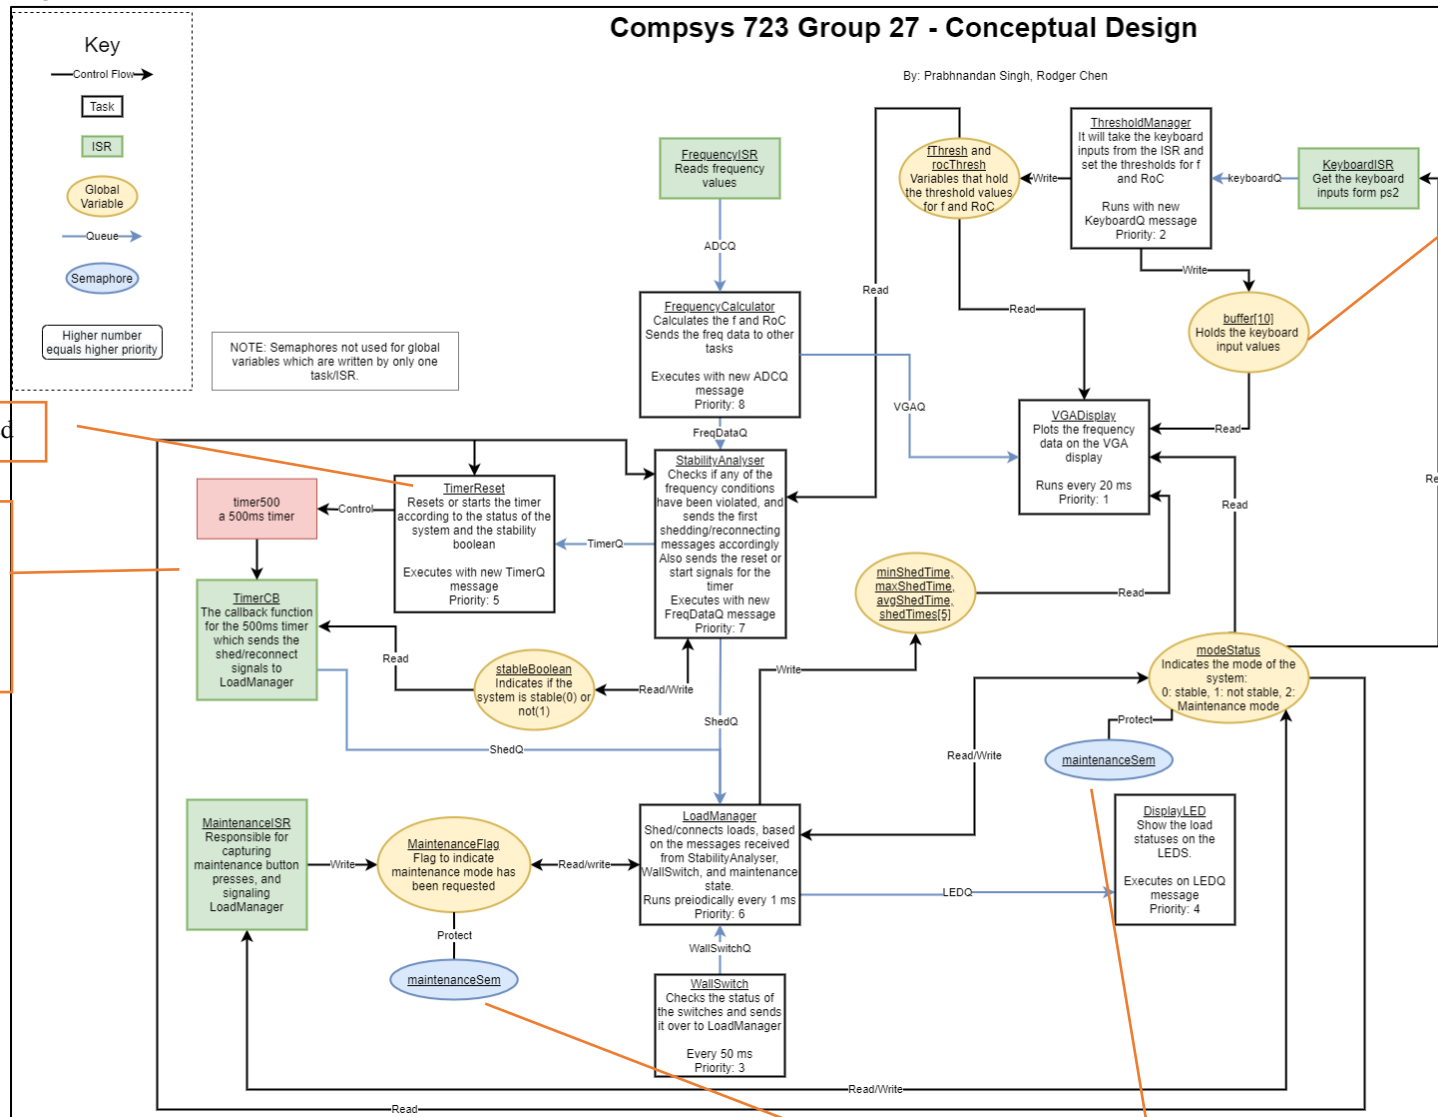 Compsys 723 Group 27 - Conceptual Design
By: Prabhnandan Singh, Rodger Chen
Key
Control Flow
Task
ISR
Global
Variable
Queue
Semaphore
Higher number
equals higher priority
NOTE: Semaphores not used for global
variables which are written by only one
task/ISR.
FrequencyISR
Reads frequency
values
ADCQ
FrequencyCalculator
Calculates the f and RoC
Sends the freq data to other
tasks
Executes with new ADCQ
message
Priority: 8
FreqDataQ
VGAQ
fThresh and
rocThresh
Variables that hold
the threshold values
for f and RoC
Write
ThresholdManager
It will take the keyboard
inputs from the ISR and
set the thresholds for f
and RoC
Runs with new
KeyboardQ message
Priority: 2
keyboardQ
KeyboardISR
Get the keyboard
inputs form ps2
Write
Read
Read
buffer[10]
Holds the keyboard
input values
Read
VGADisplay
Plots the frequency
data on the VGA
display
Runs every 20 ms
Priority: 1
Read
Re
d
StabilityAnalyser
Checks if any of the
frequency conditions
have been violated, and
sends the first
shedding/reconnecting
messages accordingly
Also sends the reset or
start signals for the
timer
Executes with new
FreqDataQ message
Priority: 7
TimerQ
TimerReset
Resets or starts the timer
according to the status of the
system and the stability
boolean
Executes with new TimerQ
message
Priority: 5
Control
timer500
a 500ms timer
TimerCB
The callback function
for the 500ms timer
which sends the
shed/reconnect
signals to
LoadManager
Read
stableBoolean
Indicates if the
system is stable(0) or
not(1)
Read/Write
ShedQ
ShedQ
minShedTime,
maxShedTime,
avgShedTime,
shedTimes[5]
Read
Write
modeStatus
Indicates the mode of the
system:
0: stable, 1: not stable, 2:
Maintenance mode
Protect
maintenanceSem
Read/Write
MaintenanceISR
Responsible for
capturing
maintenance button
presses, and
signaling
LoadManager
Write
MaintenanceFlag
Flag to indicate
maintenance mode has
been requested
Read/write
Protect
maintenanceSem
LoadManager
Shed/connects loads, based
on the messages received
from StabilityAnalyser,
WallSwitch, and maintenance
state.
Runs preiodically every 1 ms
Priority: 6
LEDQ
DisplayLED
Show the load
statuses on the
LEDS.
Executes on LEDQ
message
Priority: 4
WallSwitchQ
WallSwitch
Checks the status of
the switches and sends
it over to LoadManager
Every 50 ms
Priority: 3
Read/Write
Read